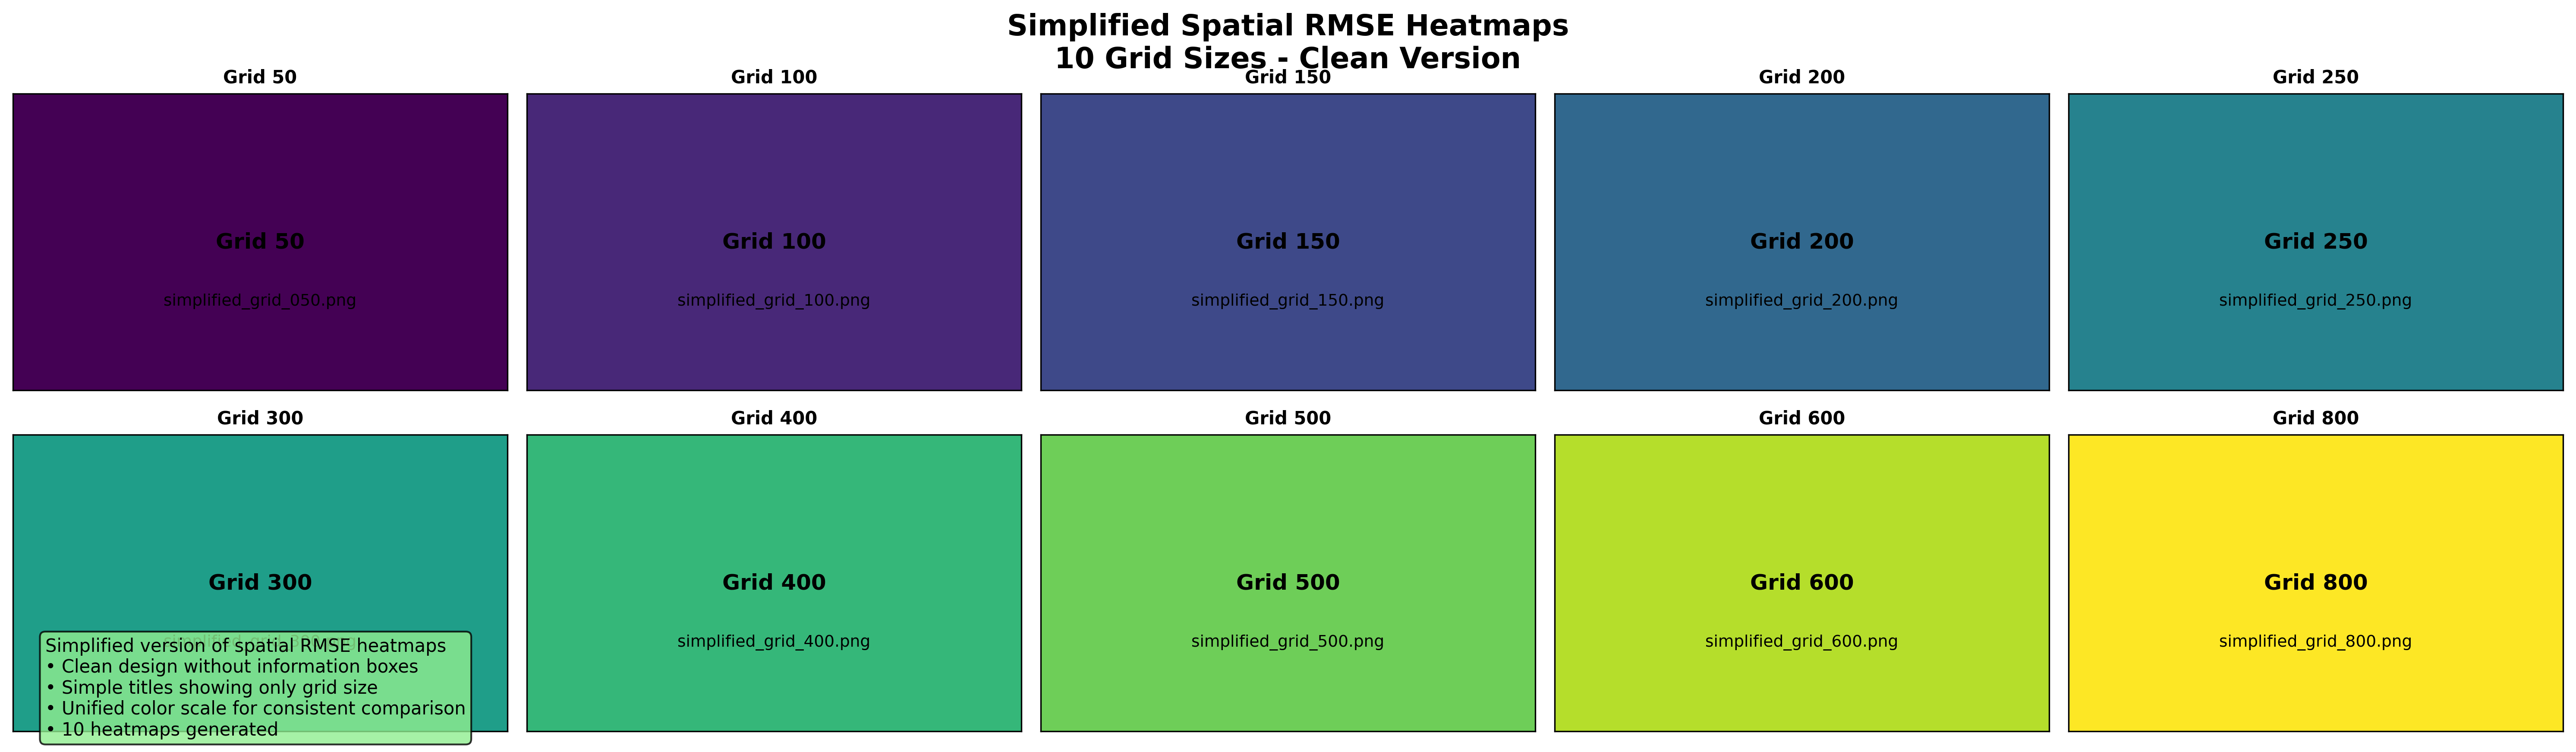 Simplified Spatial RMSE Heatmaps
10 Grid Sizes - Clean Version
Grid 50
Grid 100
Grid 150
Grid 200
Grid 250
Grid 50
Grid 100
Grid 150
Grid 200
Grid 250
simplified_grid_050.png
simplified_grid_100.png
simplified_grid_150.png
simplified_grid_200.png
simplified_grid_250.png
Grid 300
Grid 400
Grid 500
Grid 600
Grid 800
Grid 300
Grid 400
Grid 500
Grid 600
Grid 800
simplified_grid_300.png
simplified_grid_400.png
simplified_grid_500.png
simplified_grid_600.png
simplified_grid_800.png
Simplified version of spatial RMSE heatmaps
• Clean design without information boxes
• Simple titles showing only grid size
• Unified color scale for consistent comparison
• 10 heatmaps generated